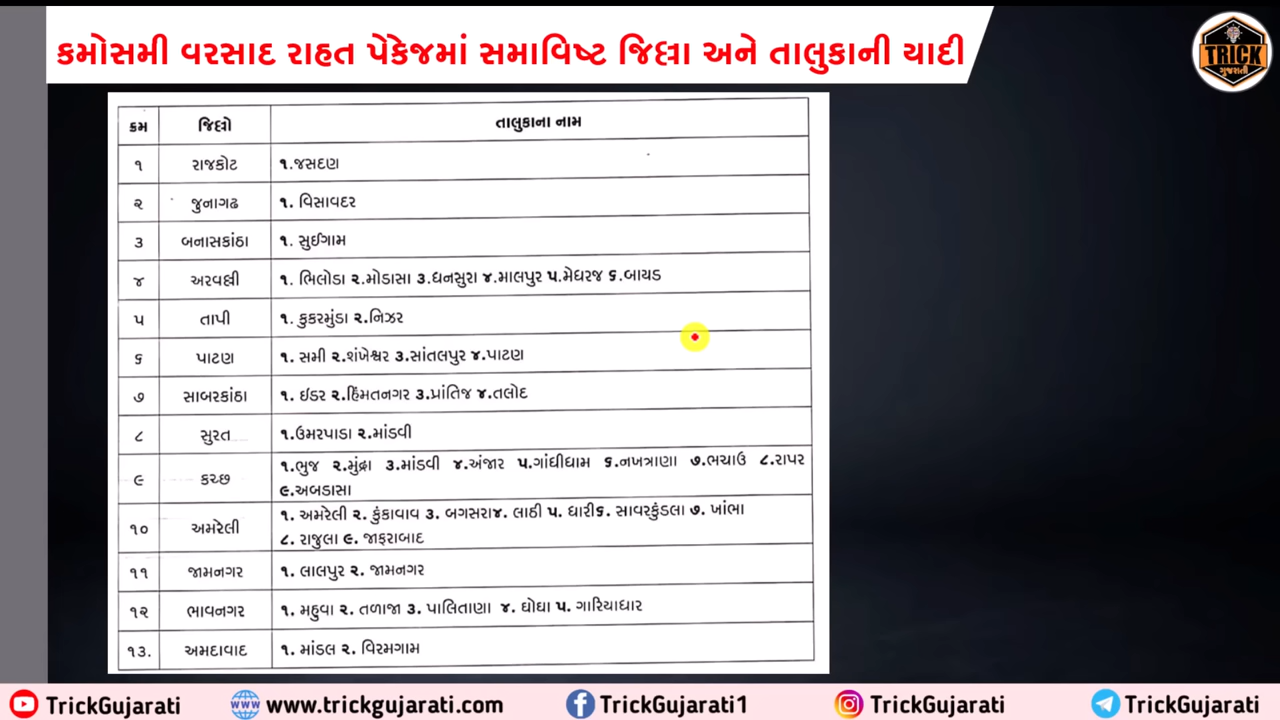 કમોસમી વરસાદ રાહત પેકેજમાં સમાવિષ્ટ જિલ્લા અને તાલુકાની યાદી
TRICK
ગુજરાતી
ક્રમ જિલ્લો તાલુકાના નામ
૧ રાજકોટ ૧.જસદણ
૨ જુનાગઢ ૧. વિસાવદર
૩ બનાસકાંઠા ૧. સુઈગામ
૪ અરવલ્લી ૧. ભિલોડા ૨.મોડાસા ૩.ધનસુરા ૪.માલપુર ૫.મેઘરજ ૬.બાયડ
૫ તાપી ૧. કુકરમુંડા ૨.નિઝર
૬ પાટણ ૧. સમી ૨.શંખેશ્વર ૩.સાંતલપુર ૪.પાટણ
૭ સાબરકાંઠા ૧. ઈડર ૨.હિંમતનગર ૩.પ્રાંતિજ ૪.તલોદ
૮ સુરત ૧.ઉમરપાડા ૨.માંડવી
૯ કચ્છ ૧.ભુજ ૨.મુંદ્રા ૩.માંડવી ૪.અંજાર ૫.ગાંધીધામ ૬.નખત્રાણા ૭.ભચાઉ ૮.રાપર
૯.અબડાસા
૧૦ અમરેલી ૧. અમરેલી ૨. કુંકાવાવ ૩. બગસરા૪. લાઠી ૫. ધારી૬. સાવરકુંડલા ૭. ખાંભા
૮. રાજુલા ૯. જાફરાબાદ
૧૧ જામનગર ૧. લાલપુર ૨. જામનગર
૧૨ ભાવનગર ૧. મહુવા ૨. તળાજા ૩. પાલિતાણા ૪. ઘોઘા ૫. ગારિયાધાર
૧૩. અમદાવાદ ૧. માંડલ ૨. વિરમગામ
TrickGujarati www.trickgujarati.com TrickGujarati1 TrickGujarati TrickGujarati